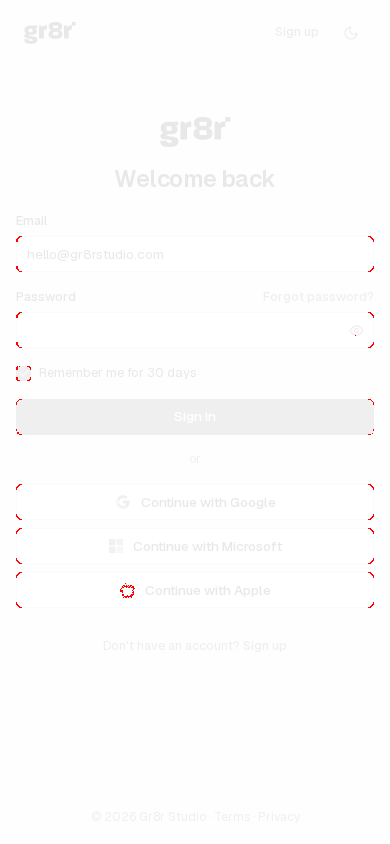 gr8r
Sign up
gr8r
Welcome back
Email
hello@gr8rstudio.com
Password
Forgot password?
Remember me for 30 days
Sign in
or
Continue with Google
Continue with Microsoft
Continue with Apple
Don't have an account? Sign up
© 2026 Gr8r Studio · Terms · Privacy